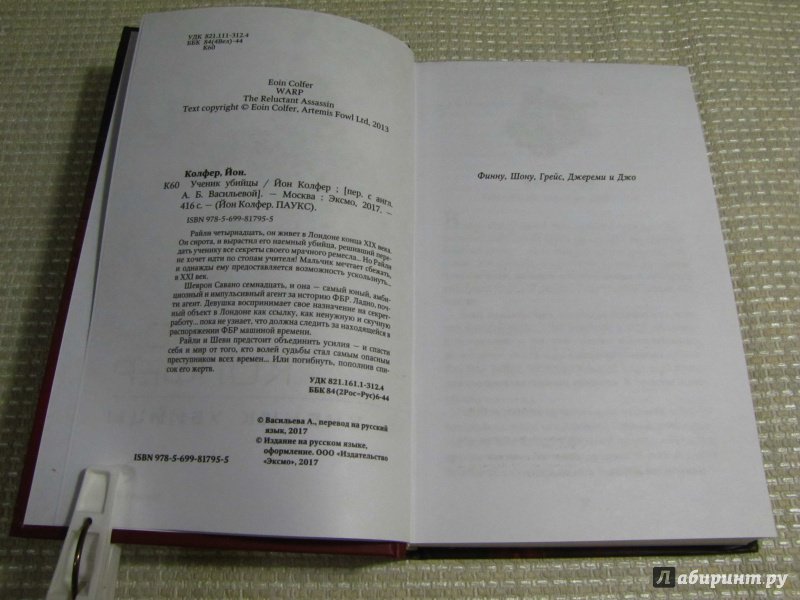 УДК 821.111-312.4
ББК 84(4Вел)-44
К60
Eoin Colfer
WARP
The Reluctant Assassin
Text copyright © Eoin Colfer, Artemis Fowl Ltd, 2013
Колфер, Йон.
К60 Ученик убийцы / Йон Колфер ; [пер. с англ.
А. Б. Васильевой]. — Москва : Эксмо, 2017. —
416 с. — (Йон Колфер. ПАУКС).
ISBN 978-5-699-81795-5
Райли четырнадцать, он живет в Лондоне конца XIX века.
Он сирота, и вырастил его наемный убийца, решивший пере-
дать ученику все секреты своего мрачного ремесла... Но Райли
не хочет идти по стопам учителя! Мальчик мечтает сбежать,
и однажды ему предоставляется возможность ускользнуть...
в XXI век.
Шеврон Савано семнадцать, и она — самый юный, амби-
циозный и импульсивный агент за историю ФБР. Ладно, поч-
ти агент. Девушка воспринимает свое назначение на секрет-
ный объект в Лондоне как ссылку, как ненужную и скучную
работу... пока не узнает, что должна следить за находящейся в
распоряжении ФБР машиной времени.
Райли и Шеви предстоит объединить усилия — и спасти
себя и мир от того, кто волей судьбы стал самым опасным
преступником всех времен... Или погибнуть, пополнив спи-
сок его жертв.
УДК 821.161.1-312.4
ББК 84(2Рос=Рус)6-44
© Васильева А., перевод на русский
язык, 2017
© Издание на русском языке,
оформление. ООО «Издательство
«Эксмо», 2017
ISBN 978-5-699-81795-5
Финну, Шону, Грейс, Джереми и Джо
Лабиринт.ру